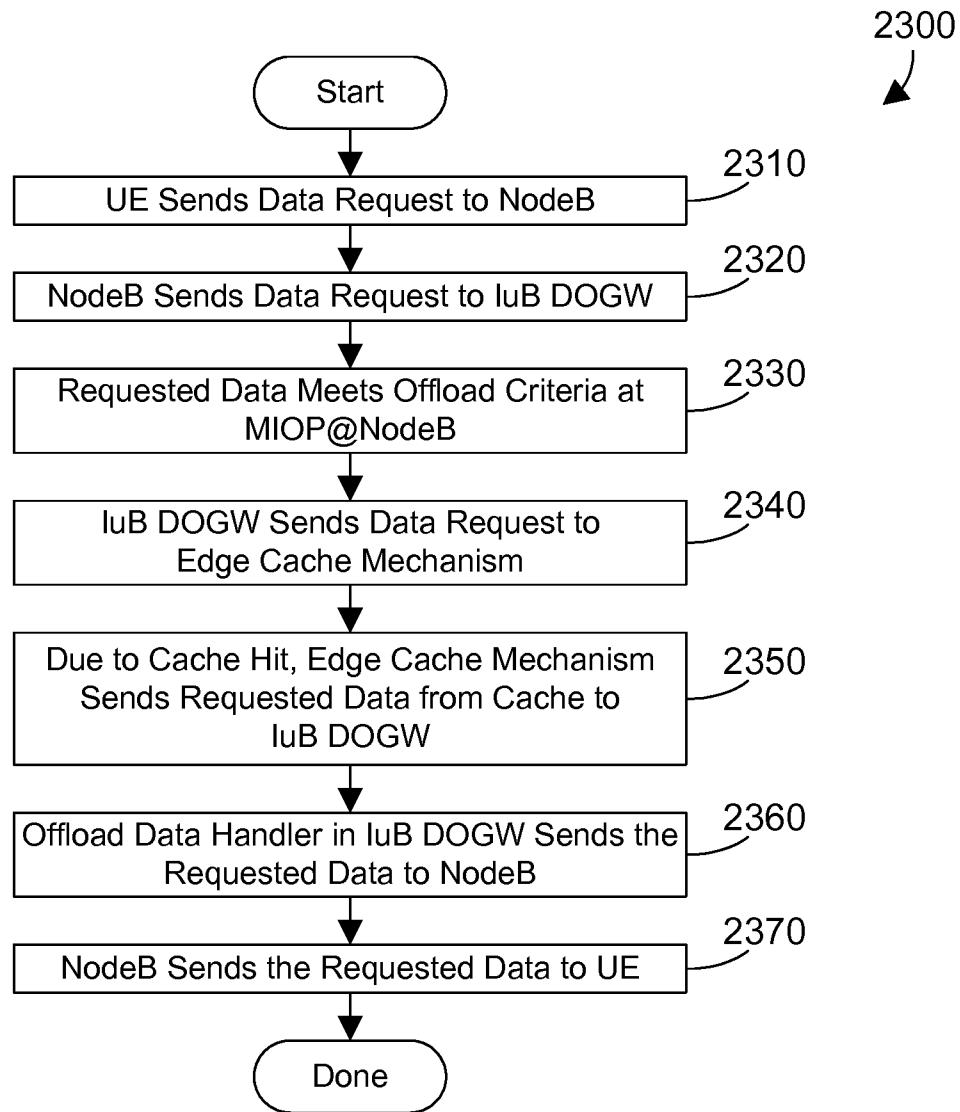 2300
Start
2310
UE Sends Data Request to NodeB
2320
NodeB Sends Data Request to IuB DOGW
2330
Requested Data Meets Offload Criteria at
MIOP@NodeB
2340
IuB DOGW Sends Data Request to
Edge Cache Mechanism
2350
Due to Cache Hit, Edge Cache Mechanism
Sends Requested Data from Cache to
IuB DOGW
2360
Offload Data Handler in IuB DOGW Sends the
Requested Data to NodeB
2370
NodeB Sends the Requested Data to UE
Done